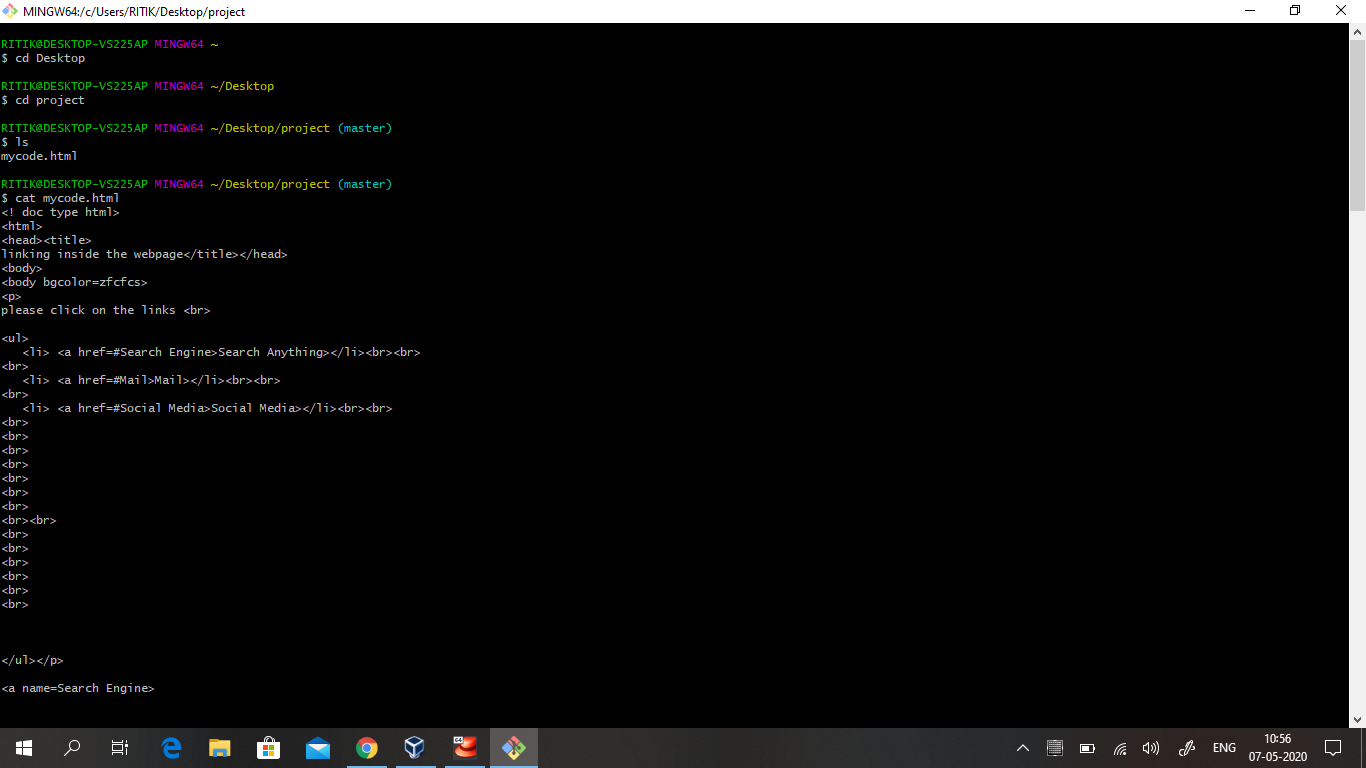 MINGW64:/c/Users/RITIK/Desktop/project
RITIK@DESKTOP-VS225AP MINGW64 ~
$ cd Desktop
RITIK@DESKTOP-VS225AP MINGW64 ~/Desktop
$ cd project
RITIK@DESKTOP-VS225AP MINGW64 ~/Desktop/project (master)
$ ls
mycode.html
RITIK@DESKTOP-VS225AP MINGW64 ~/Desktop/project (master)
$ cat mycode.html
<! doc type html>
<html>
<head><title>
linking inside the webpage</title></head>
<body>
<body bgcolor=zfcfcs>
<p>
please click on the links <br>
<ul>
<li> <a href=#Search Engine>Search Anything></li><br><br>
<br>
<li> <a href=#Mail>Mail></li><br><br>
<br>
<li> <a href=#Social Media>Social Media></li><br><br>
<br>
<br>
<br>
<br>
<br>
<br>
<br>
<br><br>
<br>
<br>
<br>
<br>
<br>
<br>
</ul></p>
<a name=Search Engine>
64
ENG
10:56
07-05-2020